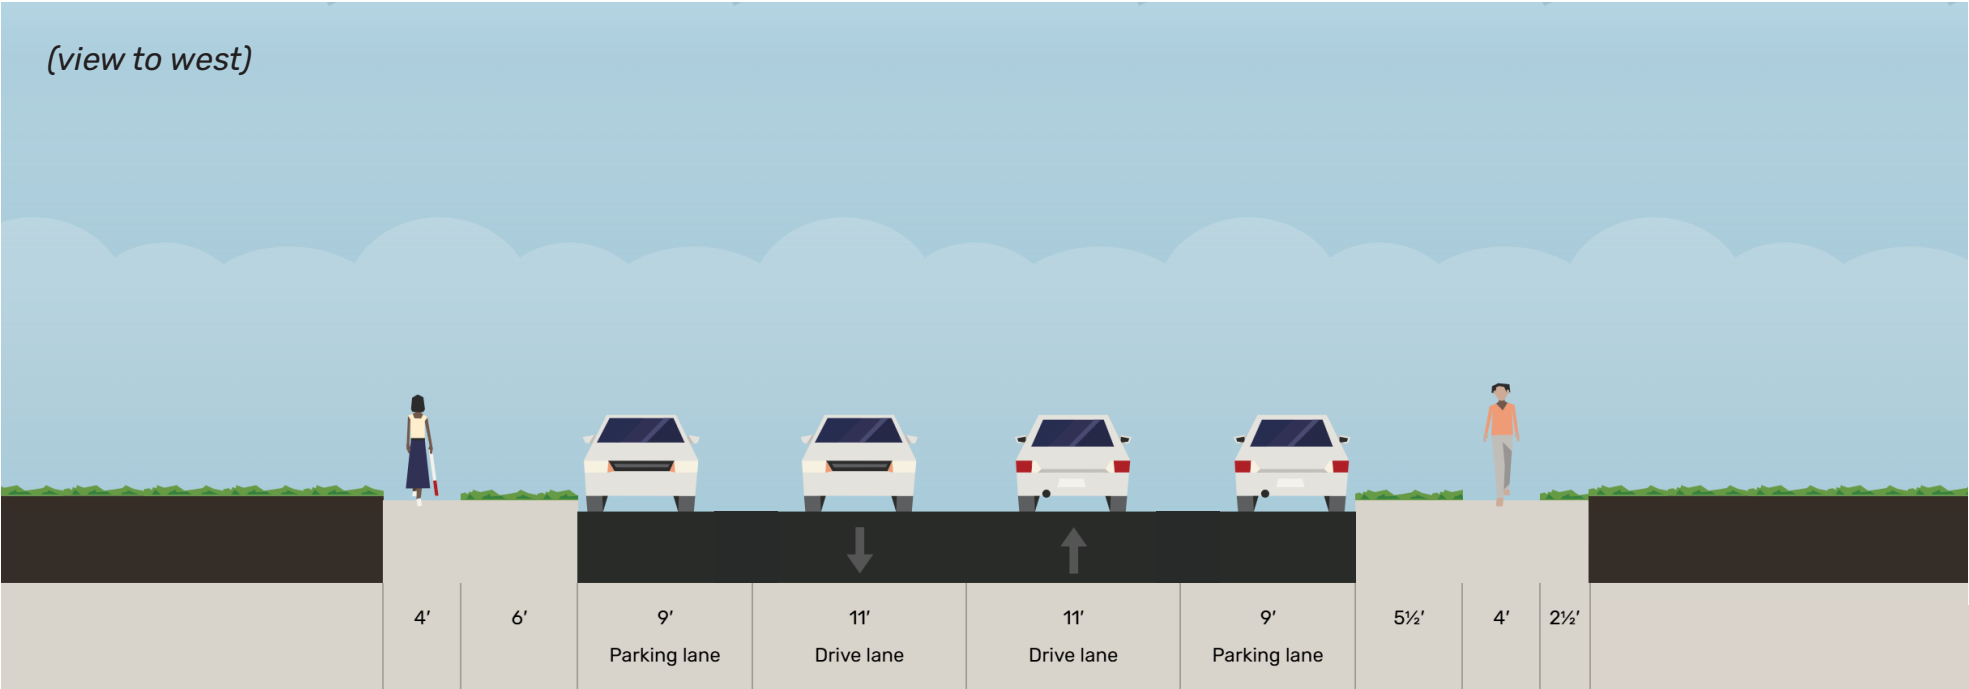 (view to west)
4′ 6′ 9′ 11′ 11′ 9′ 5½′ 4′ 2½′
Parking lane Drive lane Drive lane Parking lane